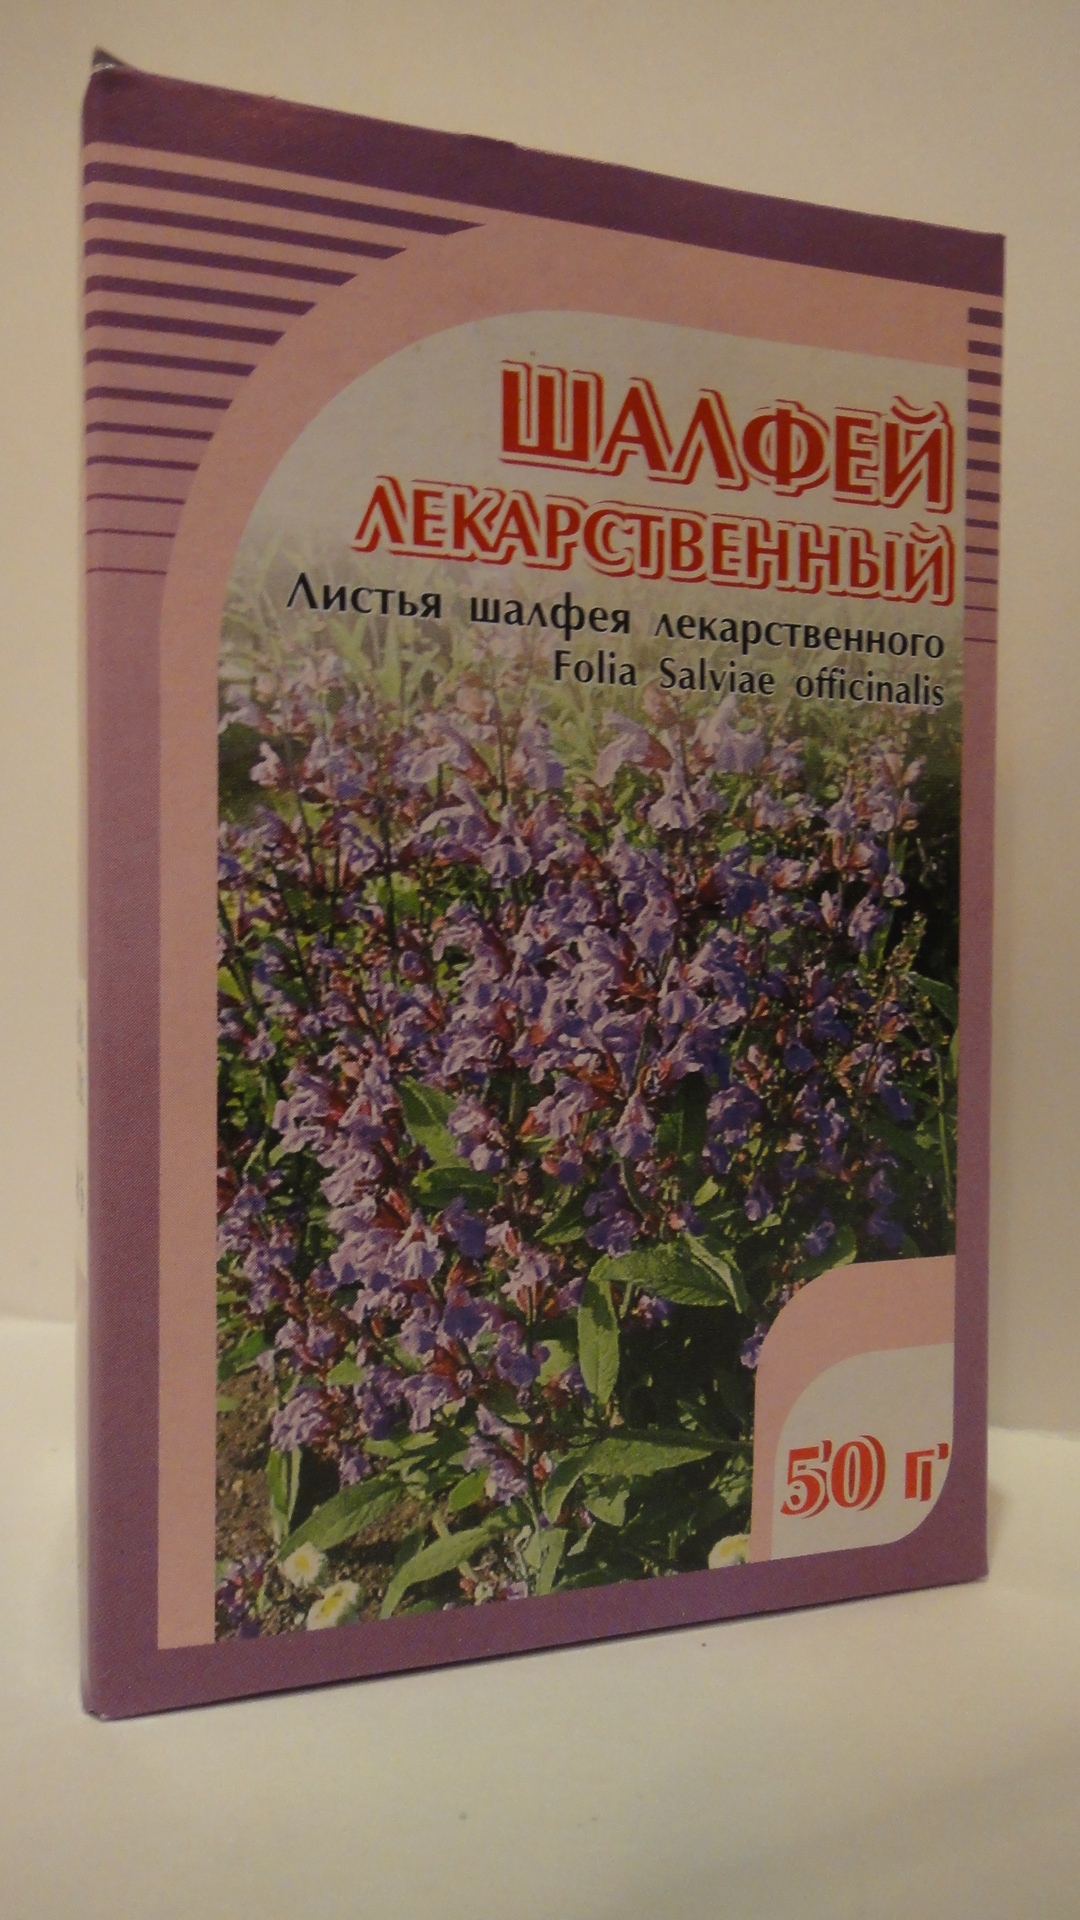 ШАЛФЕЙ
ЛЕКАРСТВЕННЫЙ
Листья шалфея лекарственного
Folia Salviae officinalis
50 г